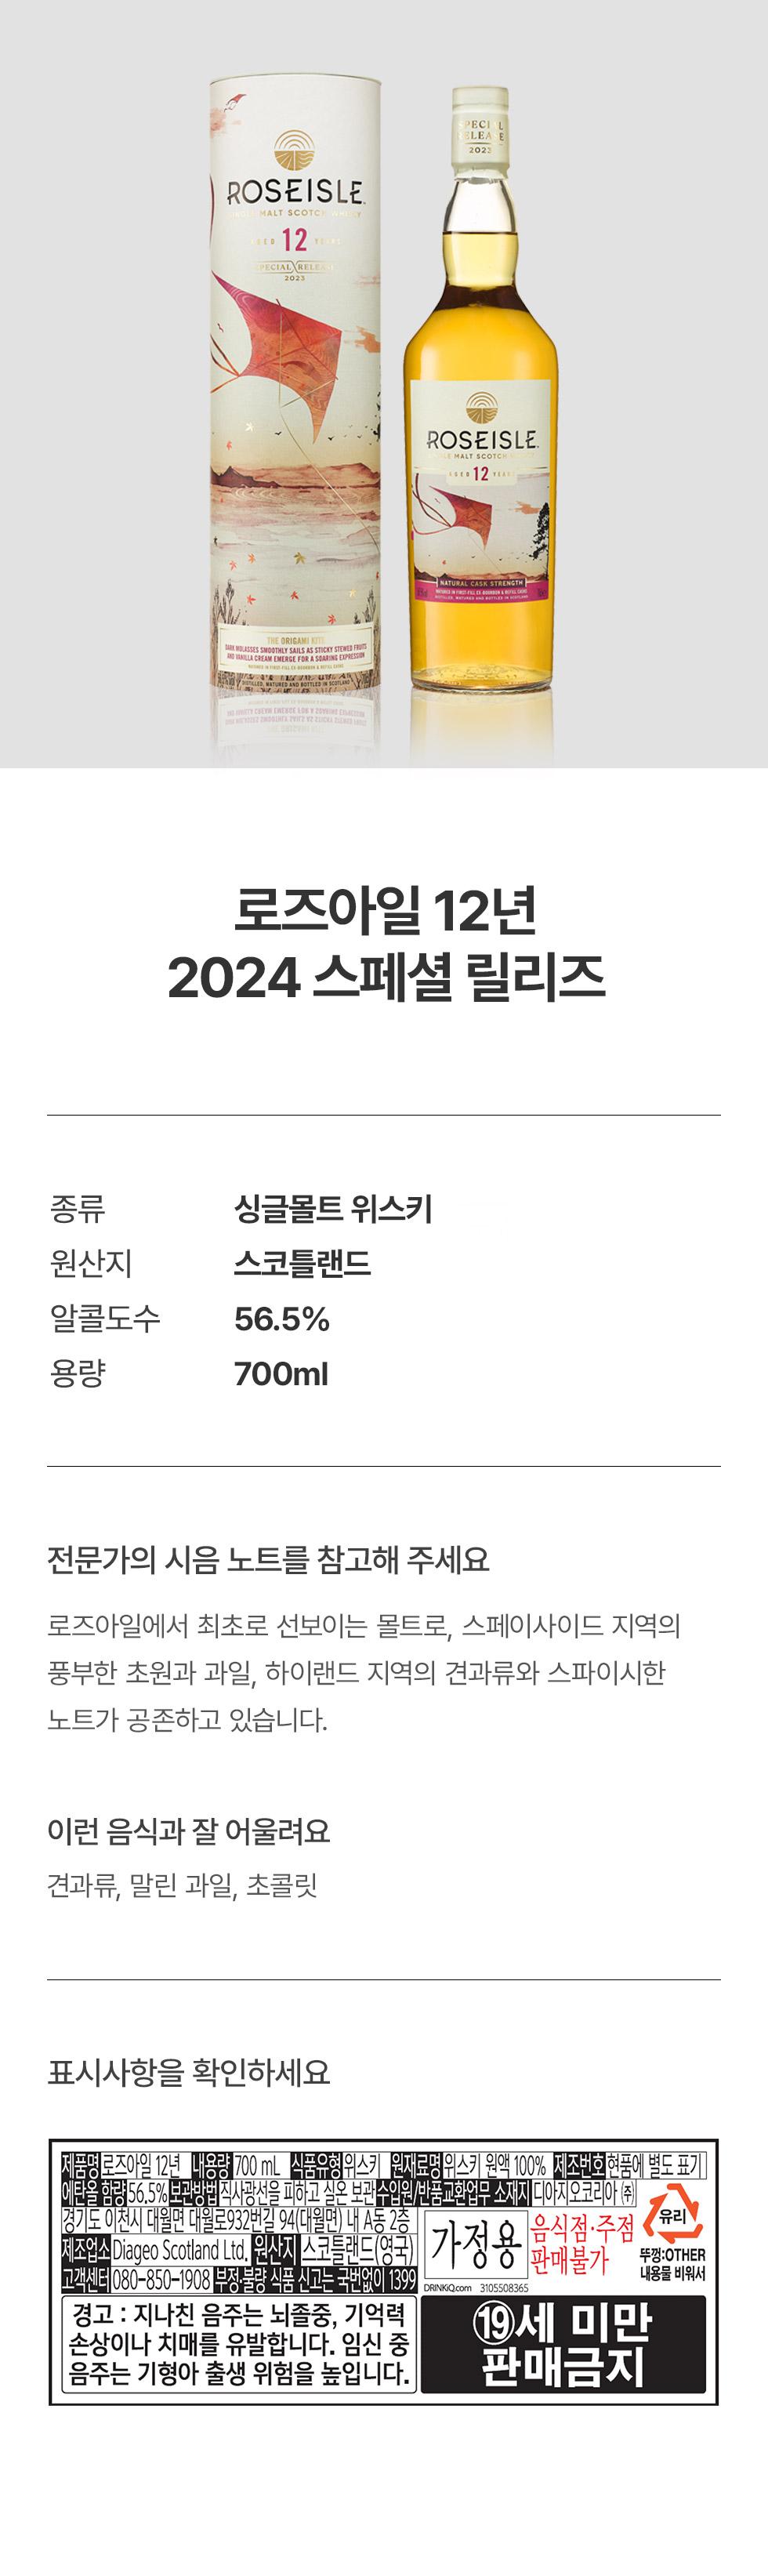 ROSEISLE
MALT SCOTCH WHISKY
AGED 12 YEARS
SPECIAL RELEASE
2023
THE ORIGAMI KITE
DARK MOLASSES SMOOTHLY SAILS AS STICKY STEWED FRUITS
AND VANILLA CREAM EMERGE FOR A SOARING EXPRESSION
MATURED IN FIRST-FILL EX-BOURBON & REFILL CASKS
DISTILLED, MATURED AND BOTTLED IN SCOTLAND
SPECIAL
RELEASE
2023
ROSEISLE
MALT SCOTCH
AGED 12 YEARS
NATURAL CASK STRENGTH
MATURED IN FIRST-FILL EX-BOURBON & REFILL CASKS
DISTILLED, MATURED AND BOTTLED IN SCOTLAND
로즈아일 12년
2024 스페셜 릴리즈
종류 싱글몰트 위스키
원산지 스코틀랜드
알콜도수 56.5%
용량 700ml
전문가의 시음 노트를 참고해 주세요
로즈아일에서 최초로 선보이는 몰트로, 스페이사이드 지역의
풍부한 초원과 과일, 하이랜드 지역의 견과류와 스파이시한
노트가 공존하고 있습니다.
이런 음식과 잘 어울려요
견과류, 말린 과일, 초콜릿
표시사항을 확인하세요
제품명 로즈아일 12년 내용량 700 mL 식품유형 위스키 원재료명 위스키 원액 100% 제조번호 현품에 별도 표기
에탄올 함량 56.5% 보관방법 직사광선을 피하고 실온 보관 수입원/반품교환업무 소재지 디아지오코리아 ㈜
경기도 이천시 대월면 대월로932번길 94(대월면) 내 A동 2층
제조업소 Diageo Scotland Ltd. 원산지 스코틀랜드(영국)
고객센터 080-850-1908 부정·불량 식품 신고는 국번없이 1399
가정용 음식점·주점
판매불가
DRINKiQ.com 3105508365
유리
뚜껑:OTHER
내용물 비워서
경고 : 지나친 음주는 뇌졸중, 기억력
손상이나 치매를 유발합니다. 임신 중
음주는 기형아 출생 위험을 높입니다.
⑲세 미만
판매금지